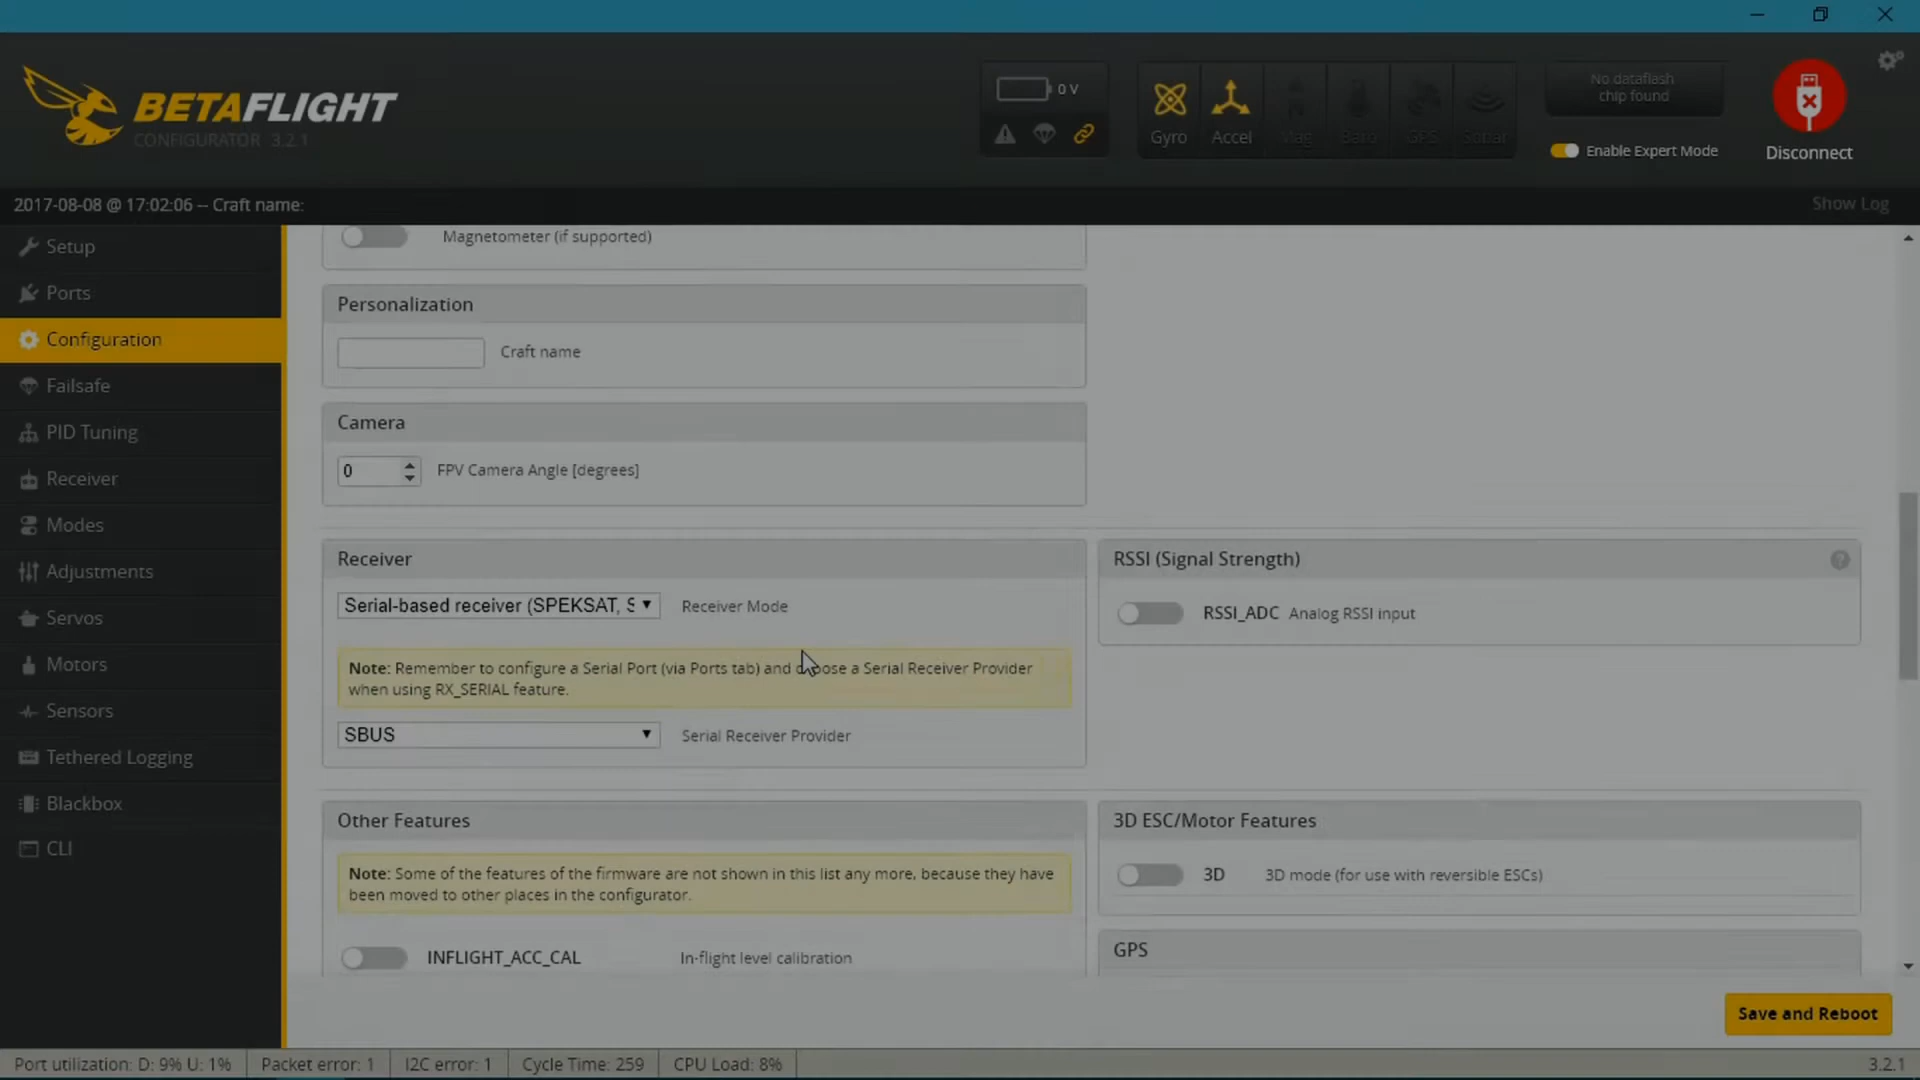 BETAFLIGHT
CONFIGURATOR 3.2.1
0 V
Gyro
Accel
Mag
Baro
GPS
Sonar
No dataflash
chip found
Enable Expert Mode
Disconnect
2017-08-08 @ 17:02:06 -- Craft name:
Show Log
Setup
Ports
Configuration
Failsafe
PID Tuning
Receiver
Modes
Adjustments
Servos
Motors
Sensors
Tethered Logging
Blackbox
CLI
Magnetometer (if supported)
Personalization
Craft name
Camera
0
FPV Camera Angle [degrees]
Receiver
Serial-based receiver (SPEKSAT, S
Receiver Mode
Note: Remember to configure a Serial Port (via Ports tab) and choose a Serial Receiver Provider
when using RX_SERIAL feature.
SBUS
Serial Receiver Provider
RSSI (Signal Strength)
RSSI_ADC Analog RSSI input
Other Features
Note: Some of the features of the firmware are not shown in this list any more, because they have
been moved to other places in the configurator.
INFLIGHT_ACC_CAL
In-flight level calibration
3D ESC/Motor Features
3D
3D mode (for use with reversible ESCs)
GPS
Save and Reboot
Port utilization: D: 9% U: 1%
Packet error: 1
I2C error: 1
Cycle Time: 259
CPU Load: 8%
3.2.1